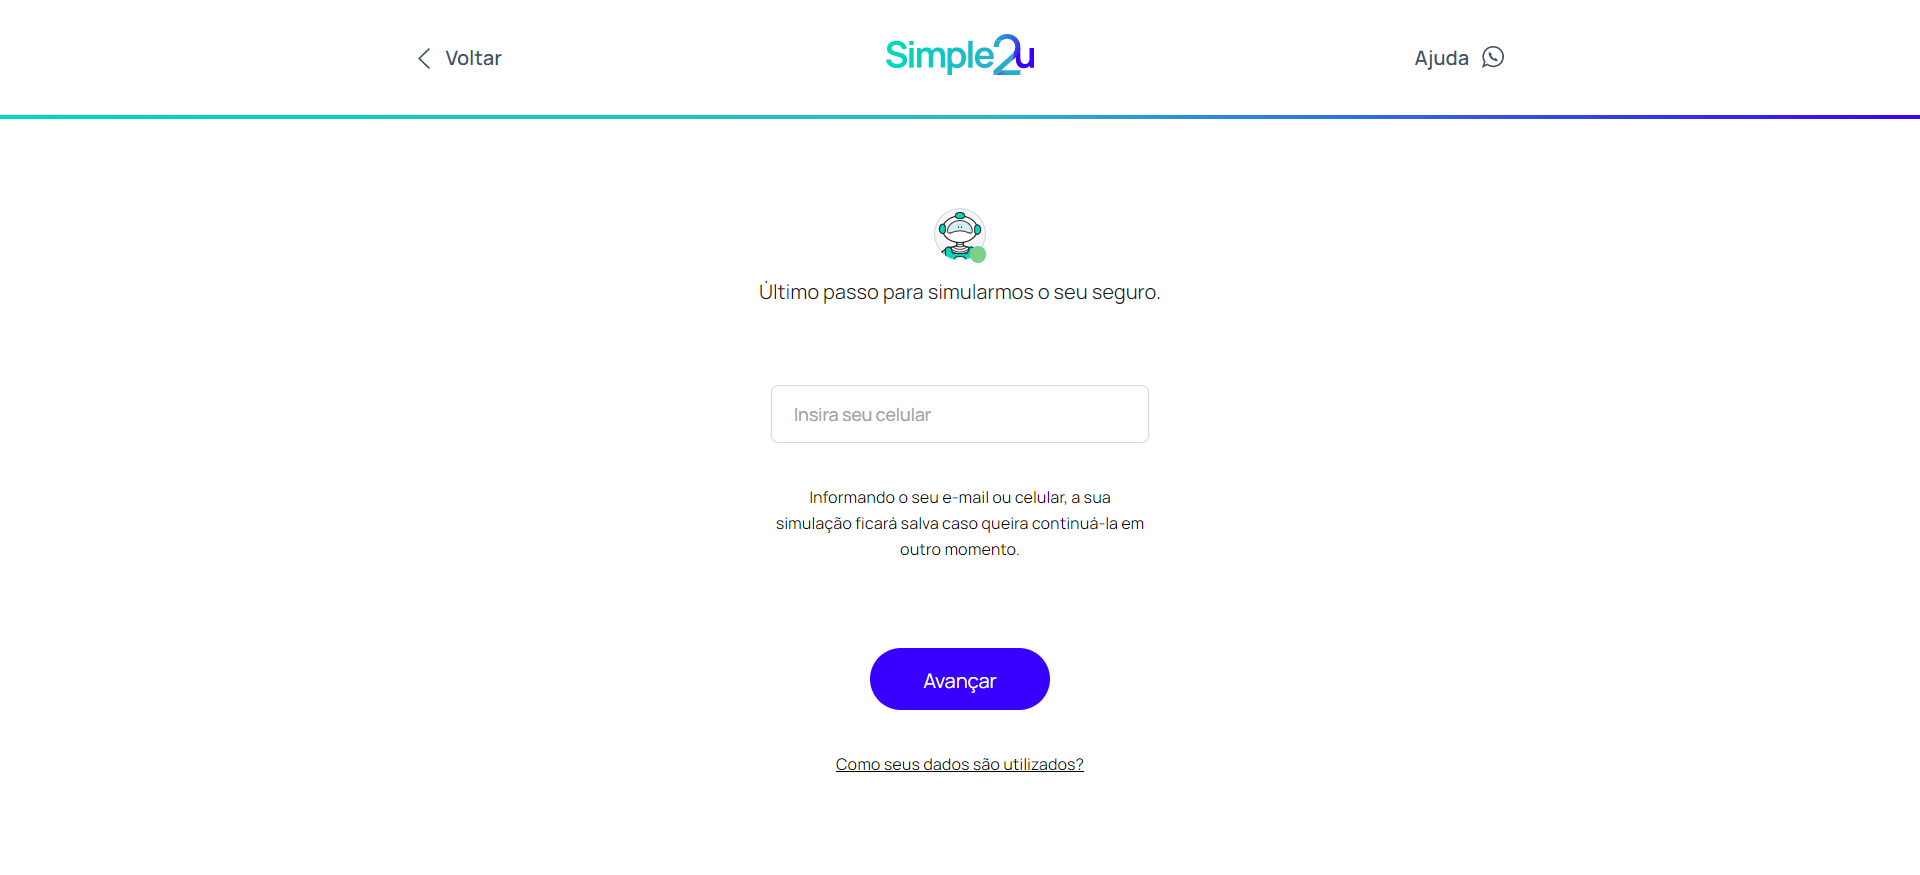 Voltar
Simple2u
Ajuda
Último passo para simularmos o seu seguro.
Insira seu celular
Informando o seu e-mail ou celular, a sua
simulação ficará salva caso queira continuá-la em
outro momento.
Avançar
Como seus dados são utilizados?